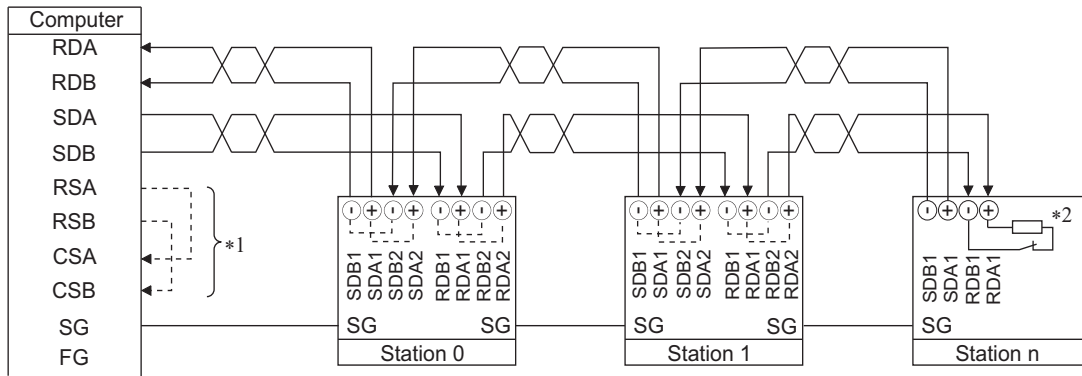 Computer
RDA
RDB
SDA
SDB
RSA
RSB
CSA
CSB
SG
FG
*1
- + - + - + - +
SDB1 SDA1 SDB2 SDA2 RDB1 RDA1 RDB2 RDA2
SG SG
Station 0
- + - + - + - +
SDB1 SDA1 SDB2 SDA2 RDB1 RDA1 RDB2 RDA2
SG SG
Station 1
- + - +
*2
SDB1 SDA1 RDB1 RDA1
SG
Station n